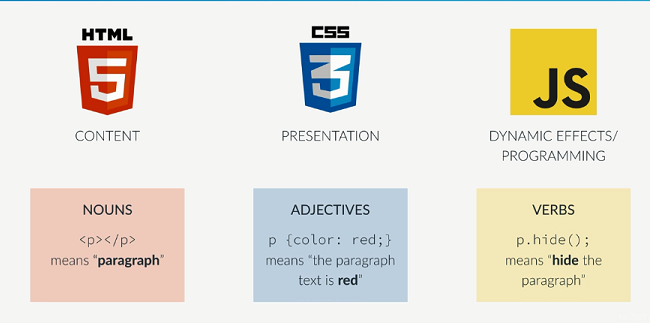 HTML
5
CONTENT
NOUNS
<p></p>
means “paragraph”
CSS
3
PRESENTATION
ADJECTIVES
p {color: red;}
means “the paragraph
text is red”
JS
DYNAMIC EFFECTS/
PROGRAMMING
VERBS
p.hide();
means “hide the
paragraph”